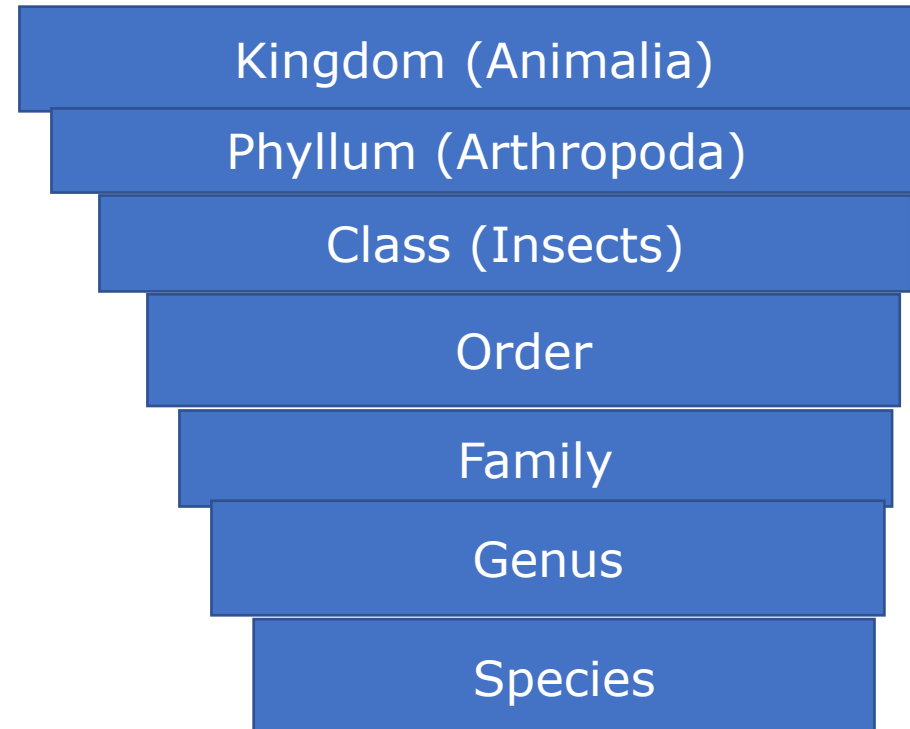 Kingdom (Animalia)
Phyllum (Arthropoda)
Class (Insects)
Order
Family
Genus
Species